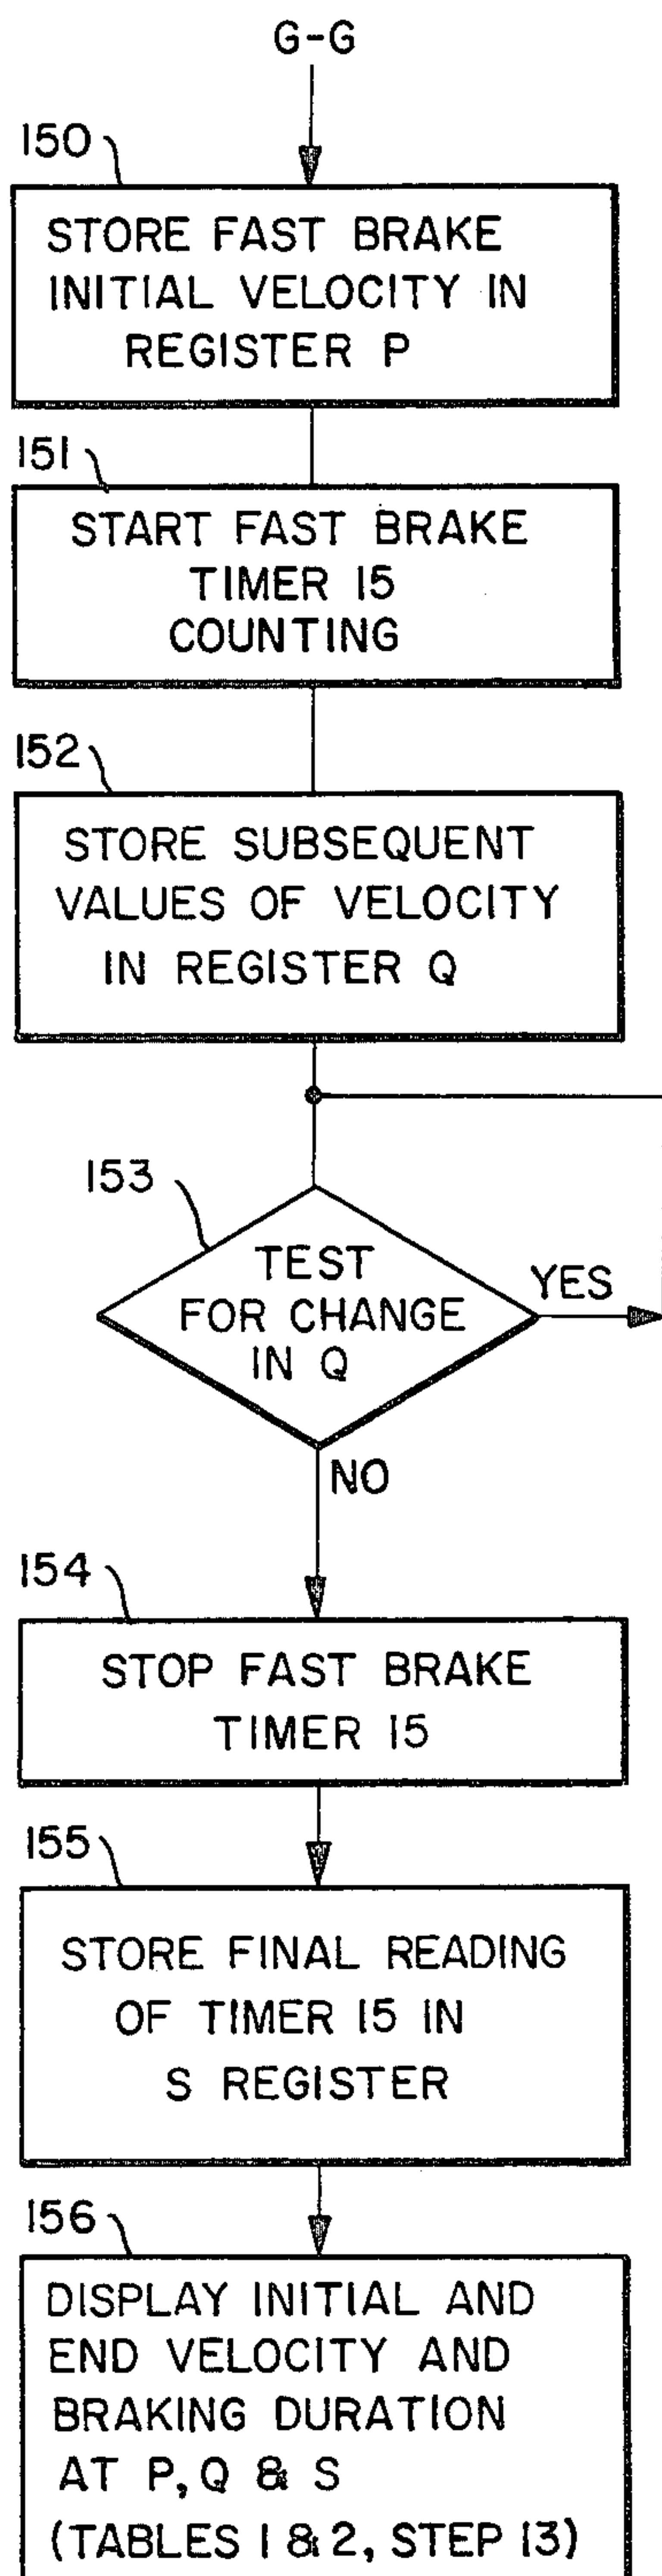 G-G
150
STORE FAST BRAKE
INITIAL VELOCITY IN
REGISTER P
151
START FAST BRAKE
TIMER 15
COUNTING
152
STORE SUBSEQUENT
VALUES OF VELOCITY
IN REGISTER Q
153
TEST
FOR CHANGE
IN Q
YES
NO
154
STOP FAST BRAKE
TIMER 15
155
STORE FINAL READING
OF TIMER 15 IN
S REGISTER
156
DISPLAY INITIAL AND
END VELOCITY AND
BRAKING DURATION
AT P, Q & S
(TABLES 1 & 2, STEP 13)